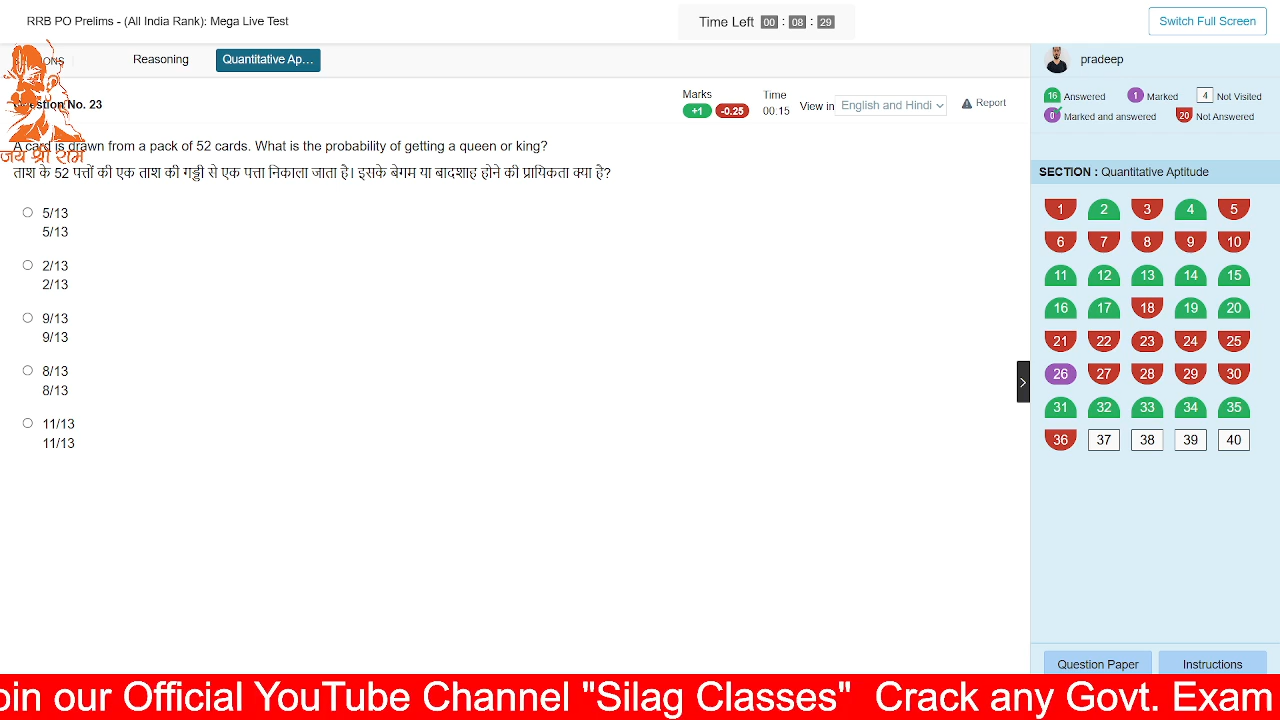 RRB PO Prelims - (All India Rank): Mega Live Test
Time Left 00 : 08 : 29
Switch Full Screen
Reasoning
Quantitative Ap...
pradeep
Question No. 23
Marks
+1 -0.25
Time
00:15
View in English and Hindi
Report
16 Answered
1 Marked
4 Not Visited
0 Marked and answered
20 Not Answered
जय श्री राम
A card is drawn from a pack of 52 cards. What is the probability of getting a queen or king?
ताश के 52 पत्तों की एक ताश की गड्डी से एक पत्ता निकाला जाता है। इसके बेगम या बादशाह होने की प्रायिकता क्या है?
5/13
5/13
2/13
2/13
9/13
9/13
8/13
8/13
11/13
11/13
SECTION : Quantitative Aptitude
1 2 3 4 5
6 7 8 9 10
11 12 13 14 15
16 17 18 19 20
21 22 23 24 25
26 27 28 29 30
31 32 33 34 35
36 37 38 39 40
Question Paper
Instructions
oin our Official YouTube Channel "Silag Classes" Crack any Govt. Exam